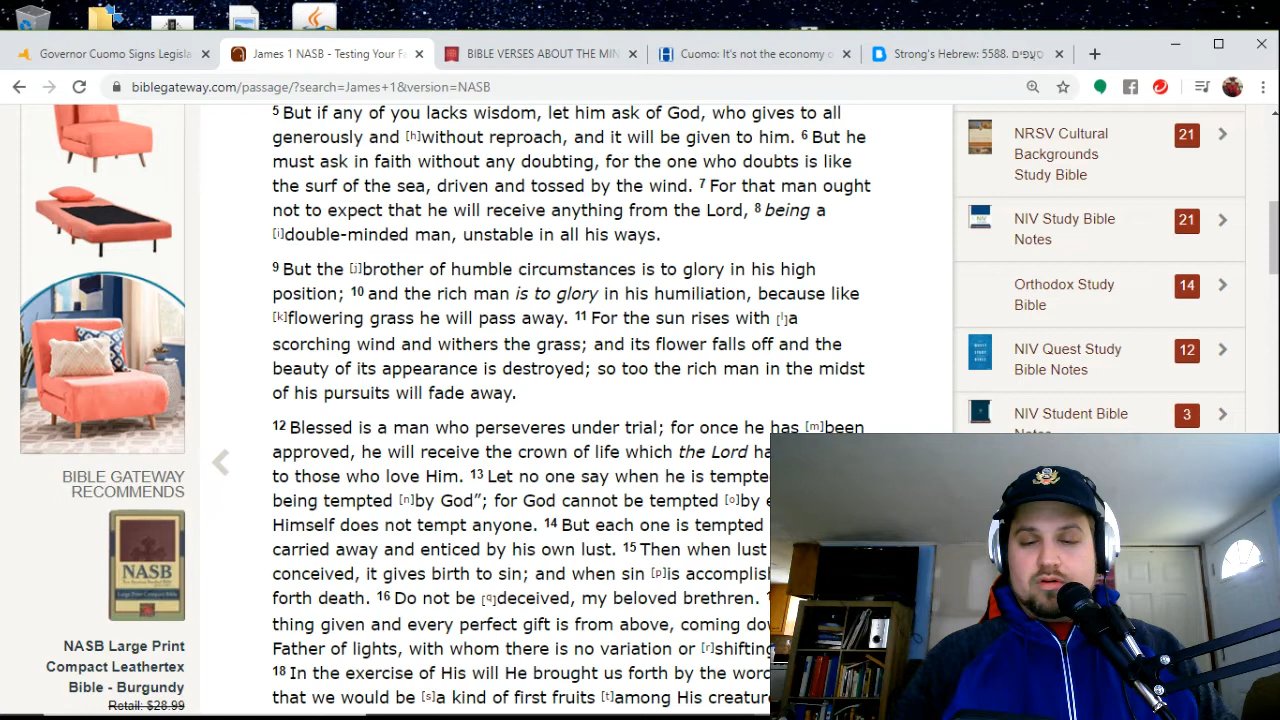 Governor Cuomo Signs Legisla
James 1 NASB - Testing Your Fa
BIBLE VERSES ABOUT THE MIN
Cuomo: It's not the economy o
Strong's Hebrew: 5588. סְעִפִּים
biblegateway.com/passage/?search=James+1&version=NASB
5 But if any of you lacks wisdom, let him ask of God, who gives to all
generously and [h]without reproach, and it will be given to him. 6 But he
must ask in faith without any doubting, for the one who doubts is like
the surf of the sea, driven and tossed by the wind. 7 For that man ought
not to expect that he will receive anything from the Lord, 8 being a
[i]double-minded man, unstable in all his ways.
9 But the [j]brother of humble circumstances is to glory in his high
position; 10 and the rich man is to glory in his humiliation, because like
[k]flowering grass he will pass away. 11 For the sun rises with [l]a
scorching wind and withers the grass; and its flower falls off and the
beauty of its appearance is destroyed; so too the rich man in the midst
of his pursuits will fade away.
12 Blessed is a man who perseveres under trial; for once he has [m]been
approved, he will receive the crown of life which the Lord ha
to those who love Him. 13 Let no one say when he is tempte
being tempted [n]by God”; for God cannot be tempted [o]by e
Himself does not tempt anyone. 14 But each one is tempted
carried away and enticed by his own lust. 15 Then when lust
conceived, it gives birth to sin; and when sin [p]is accomplis
forth death. 16 Do not be [q]deceived, my beloved brethren.
thing given and every perfect gift is from above, coming dow
Father of lights, with whom there is no variation or [r]shifting
18 In the exercise of His will He brought us forth by the word
that we would be [s]a kind of first fruits [t]among His creature
BIBLE GATEWAY
RECOMMENDS
NASB
NASB Large Print
Compact Leathertex
Bible - Burgundy
Retail: $28.99
NRSV Cultural
Backgrounds
Study Bible
21
NIV Study Bible
Notes
21
Orthodox Study
Bible
14
NIV Quest Study
Bible Notes
12
NIV Student Bible
3